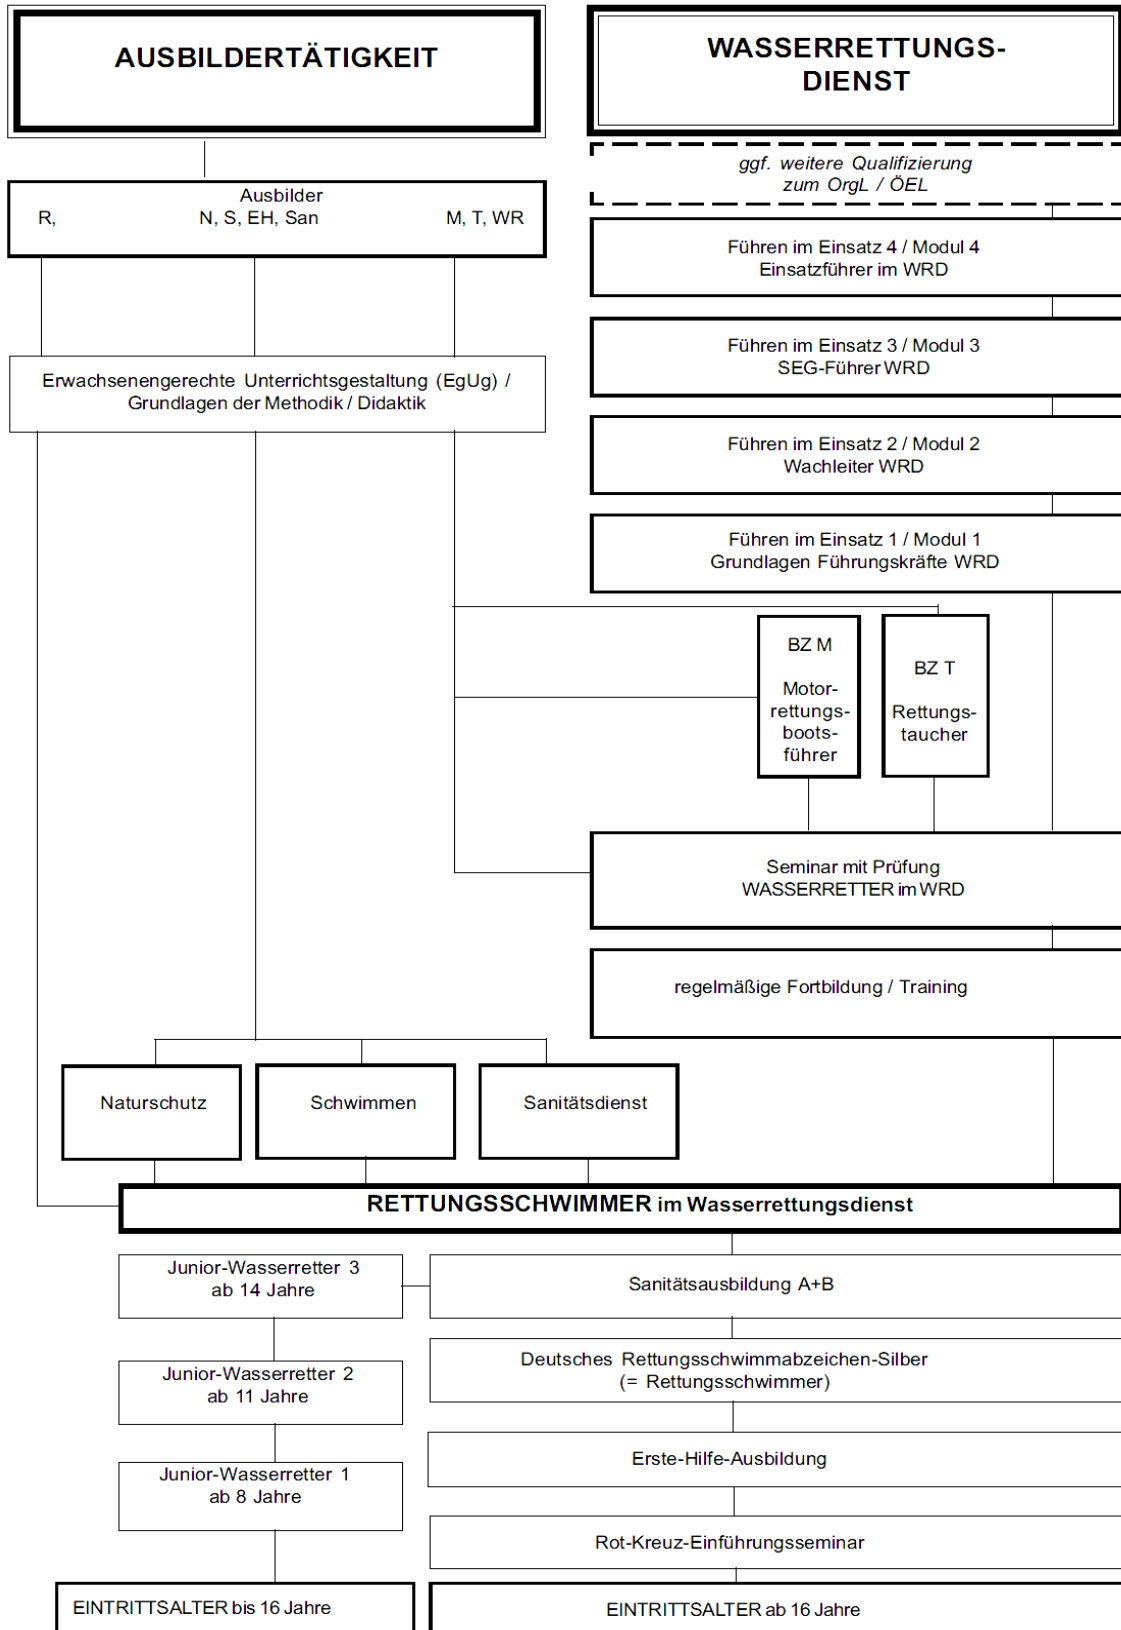 AUSBILDERTÄTIGKEIT
WASSERRETTUNGS-
DIENST
ggf. weitere Qualifizierung
zum OrgL / ÖEL
Ausbilder
R, N, S, EH, San M, T, WR
Führen im Einsatz 4 / Modul 4
Einsatzführer im WRD
Führen im Einsatz 3 / Modul 3
SEG-Führer WRD
Erwachsenengerechte Unterrichtsgestaltung (EgUg) /
Grundlagen der Methodik / Didaktik
Führen im Einsatz 2 / Modul 2
Wachleiter WRD
Führen im Einsatz 1 / Modul 1
Grundlagen Führungskräfte WRD
BZ M
Motor-
rettungs-
boots-
führer
BZ T
Rettungs-
taucher
Seminar mit Prüfung
WASSERRETTER im WRD
regelmäßige Fortbildung / Training
Naturschutz
Schwimmen
Sanitätsdienst
RETTUNGSSCHWIMMER im Wasserrettungsdienst
Junior-Wasserretter 3
ab 14 Jahre
Sanitätsausbildung A+B
Junior-Wasserretter 2
ab 11 Jahre
Deutsches Rettungsschwimmabzeichen-Silber
(= Rettungsschwimmer)
Junior-Wasserretter 1
ab 8 Jahre
Erste-Hilfe-Ausbildung
Rot-Kreuz-Einführungsseminar
EINTRITTSALTER bis 16 Jahre
EINTRITTSALTER ab 16 Jahre